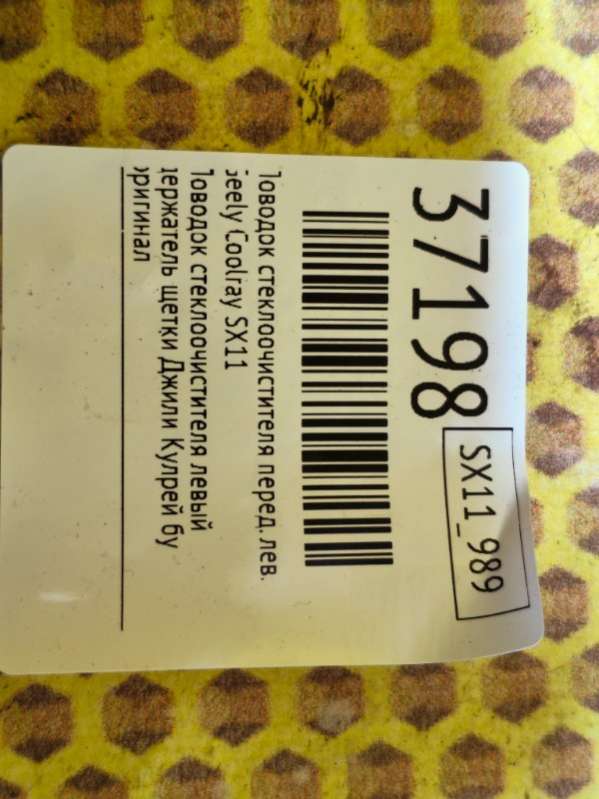 37198
SX11_989
Поводок стеклоочистителя перед. лев.
Geely Coolray SX11
Поводок стеклоочистителя левый
держатель щетки Джили Кулрей бу
оригинал